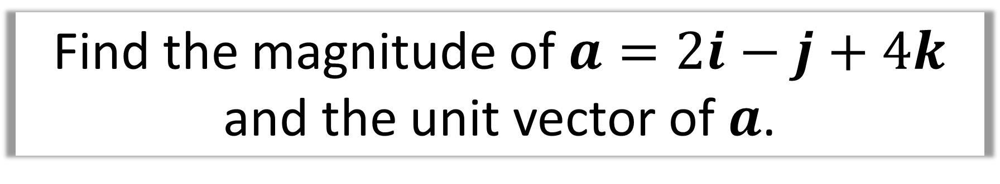 Find the magnitude of a = 2i − j + 4k
and the unit vector of a.